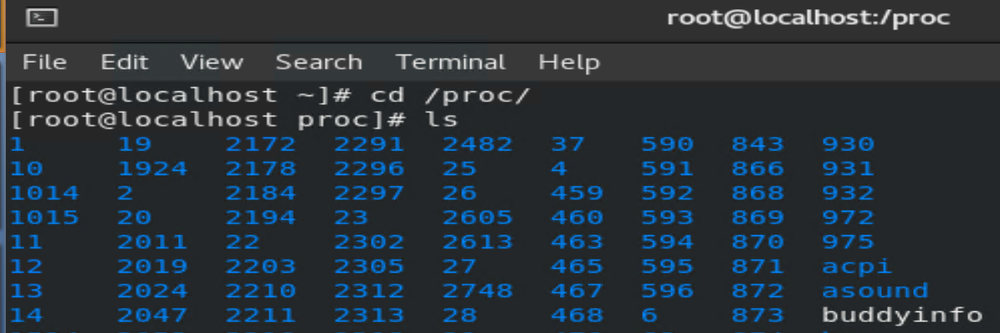 root@localhost:/proc
File Edit View Search Terminal Help
[root@localhost ~]# cd /proc/
[root@localhost proc]# ls
1 19 2172 2291 2482 37 590 843 930
10 1924 2178 2296 25 4 591 866 931
1014 2 2184 2297 26 459 592 868 932
1015 20 2194 23 2605 460 593 869 972
11 2011 22 2302 2613 463 594 870 975
12 2019 2203 2305 27 465 595 871 acpi
13 2024 2210 2312 2748 467 596 872 asound
14 2047 2211 2313 28 468 6 873 buddyinfo